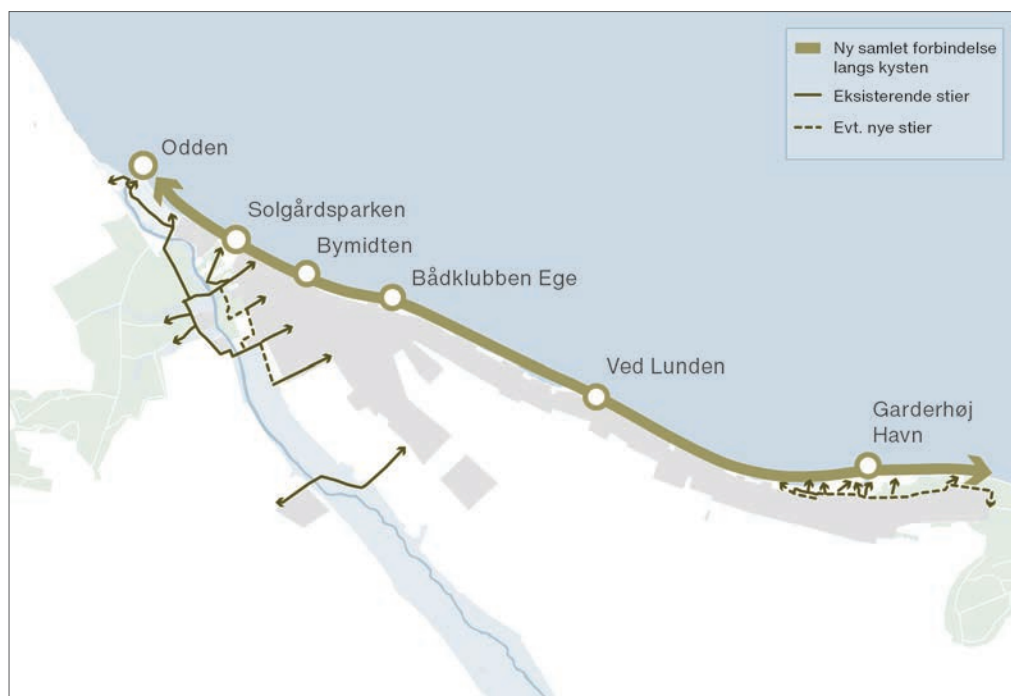 Ny samlet forbindelse
langs kysten
Eksisterende stier
Evt. nye stier
Odden
Solgårdsparken
Bymidten
Bådklubben Ege
Ved Lunden
Garderhøj
Havn